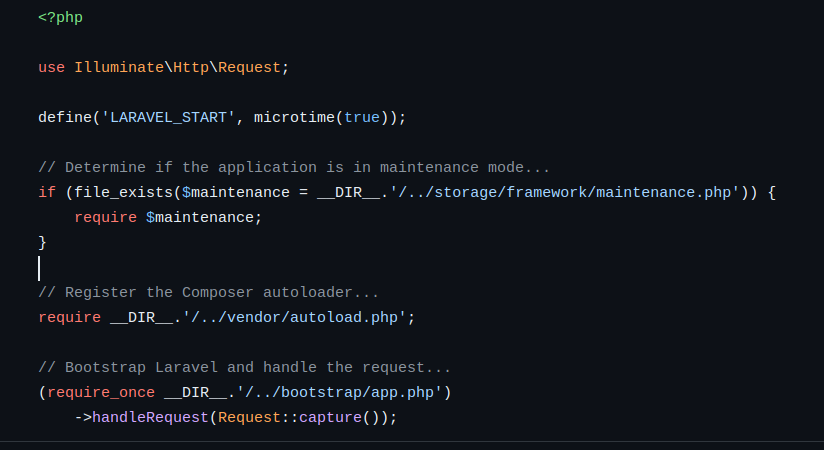 <?php
use Illuminate\Http\Request;
define('LARAVEL_START', microtime(true));
// Determine if the application is in maintenance mode...
if (file_exists($maintenance = __DIR__.'/../storage/framework/maintenance.php')) {
    require $maintenance;
}
// Register the Composer autoloader...
require __DIR__.'/../vendor/autoload.php';
// Bootstrap Laravel and handle the request...
(require_once __DIR__.'/../bootstrap/app.php')
    ->handleRequest(Request::capture());